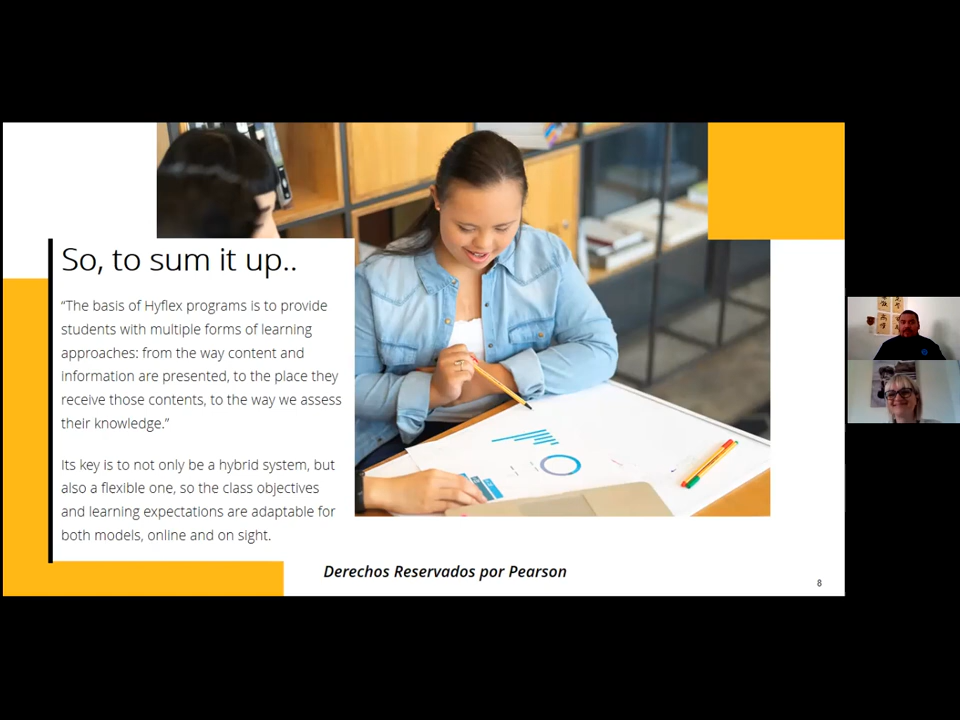 So, to sum it up..
“The basis of Hyflex programs is to provide
students with multiple forms of learning
approaches: from the way content and
information are presented, to the place they
receive those contents, to the way we assess
their knowledge.”
Its key is to not only be a hybrid system, but
also a flexible one, so the class objectives
and learning expectations are adaptable for
both models, online and on sight.
Derechos Reservados por Pearson
8